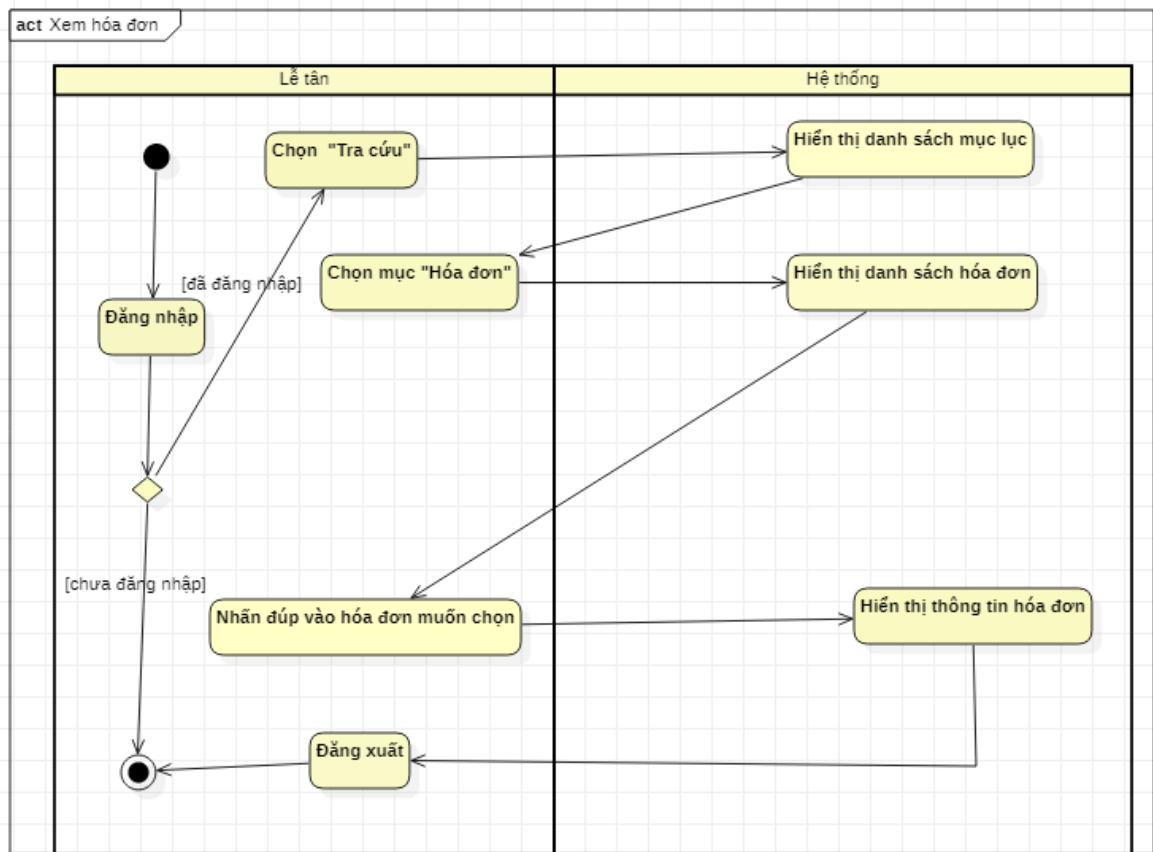 act Xem hóa đơn
Lễ tân
Hệ thống
Chọn "Tra cứu"
Hiển thị danh sách mục lục
Chọn mục "Hóa đơn"
Hiển thị danh sách hóa đơn
[đã đăng nhập]
Đăng nhập
[chưa đăng nhập]
Nhấn đúp vào hóa đơn muốn chọn
Hiển thị thông tin hóa đơn
Đăng xuất